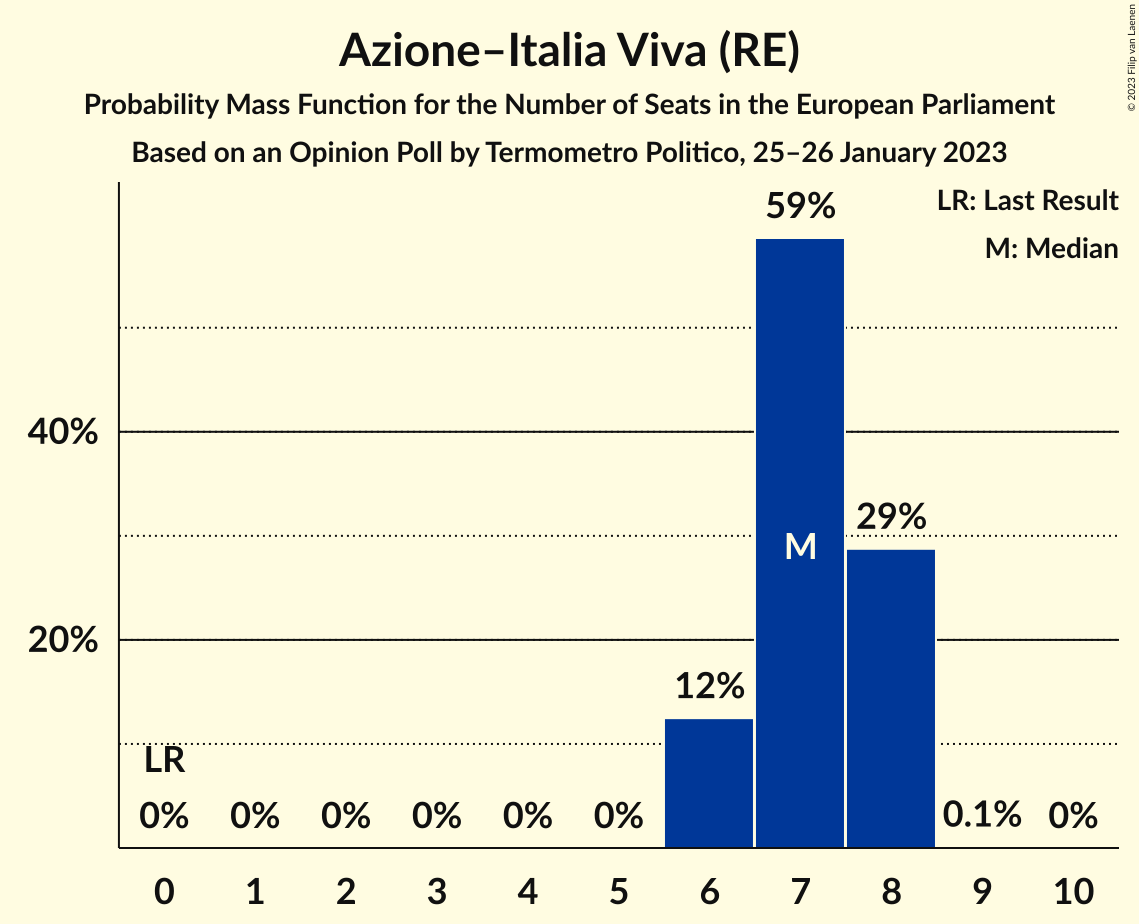 Azione–Italia Viva (RE)
Probability Mass Function for the Number of Seats in the European Parliament
Based on an Opinion Poll by Termometro Politico, 25–26 January 2023
© 2023 Filip van Laenen
LR: Last Result
M: Median
59%
40%
29%
M
20%
12%
LR
0% 0% 0% 0% 0% 0% 0.1% 0%
0 1 2 3 4 5 6 7 8 9 10